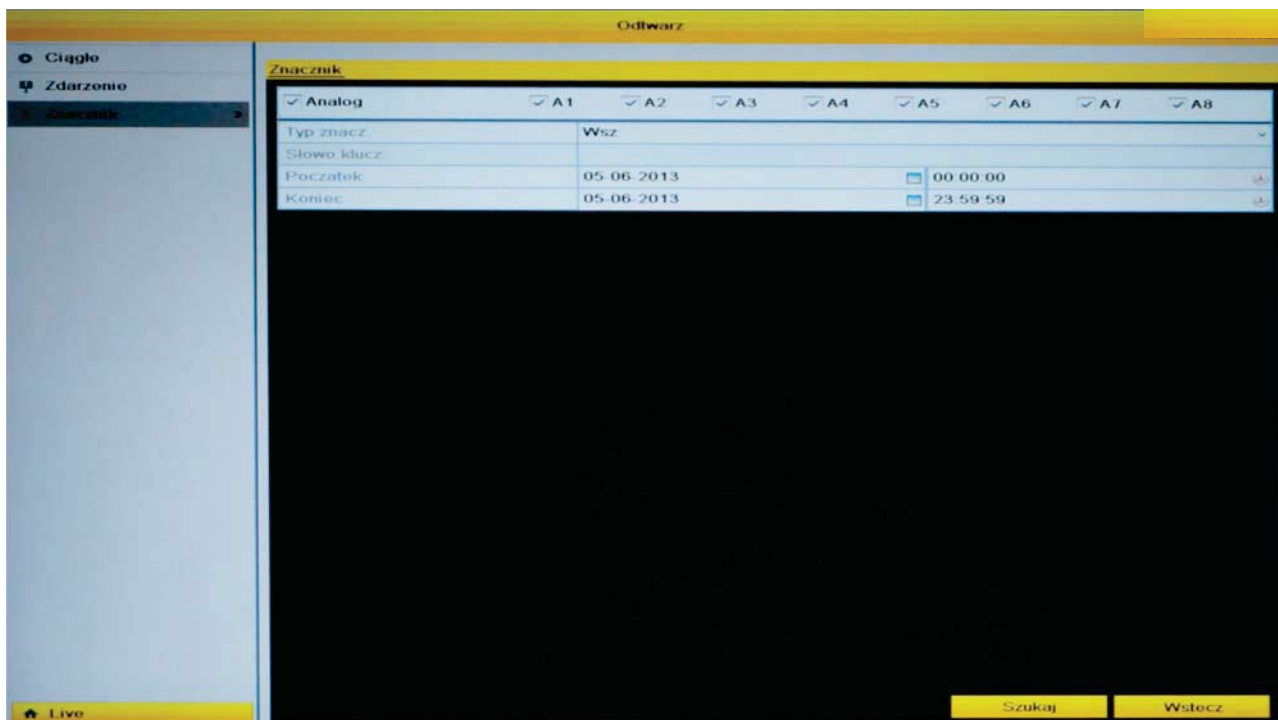 Odtwarz
Ciągło
Zdarzenie
Znacznik
Znacznik
Analog A1 A2 A3 A4 A5 A6 A7 A8
Typ znacz. Wsz
Słowo klucz.
Początek 05-06-2013 00:00:00
Koniec 05-06-2013 23:59:59
Szukaj Wstecz
Live